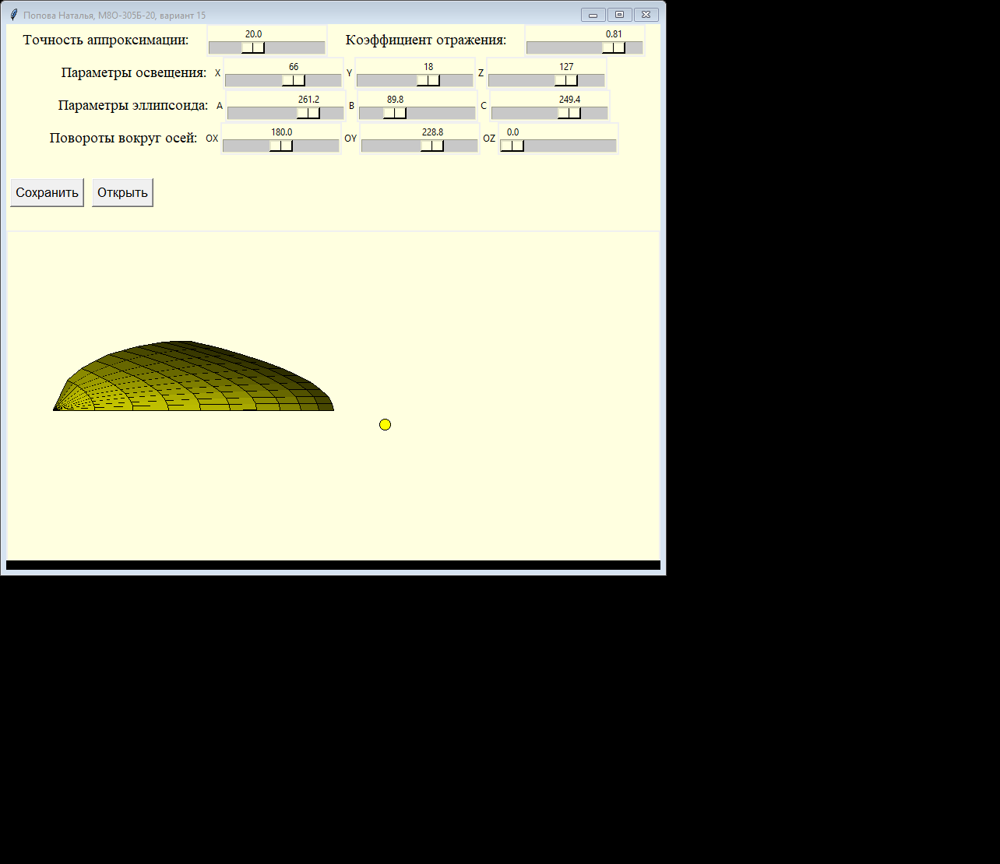 Попова Наталья, М8О-305Б-20, вариант 15
Точность аппроксимации: 20.0 Коэффициент отражения: 0.81
Параметры освещения: X 66 Y 18 Z 127
Параметры эллипсоида: A 261.2 B 89.8 C 249.4
Повороты вокруг осей: OX 180.0 OY 228.8 OZ 0.0
Сохранить Открыть